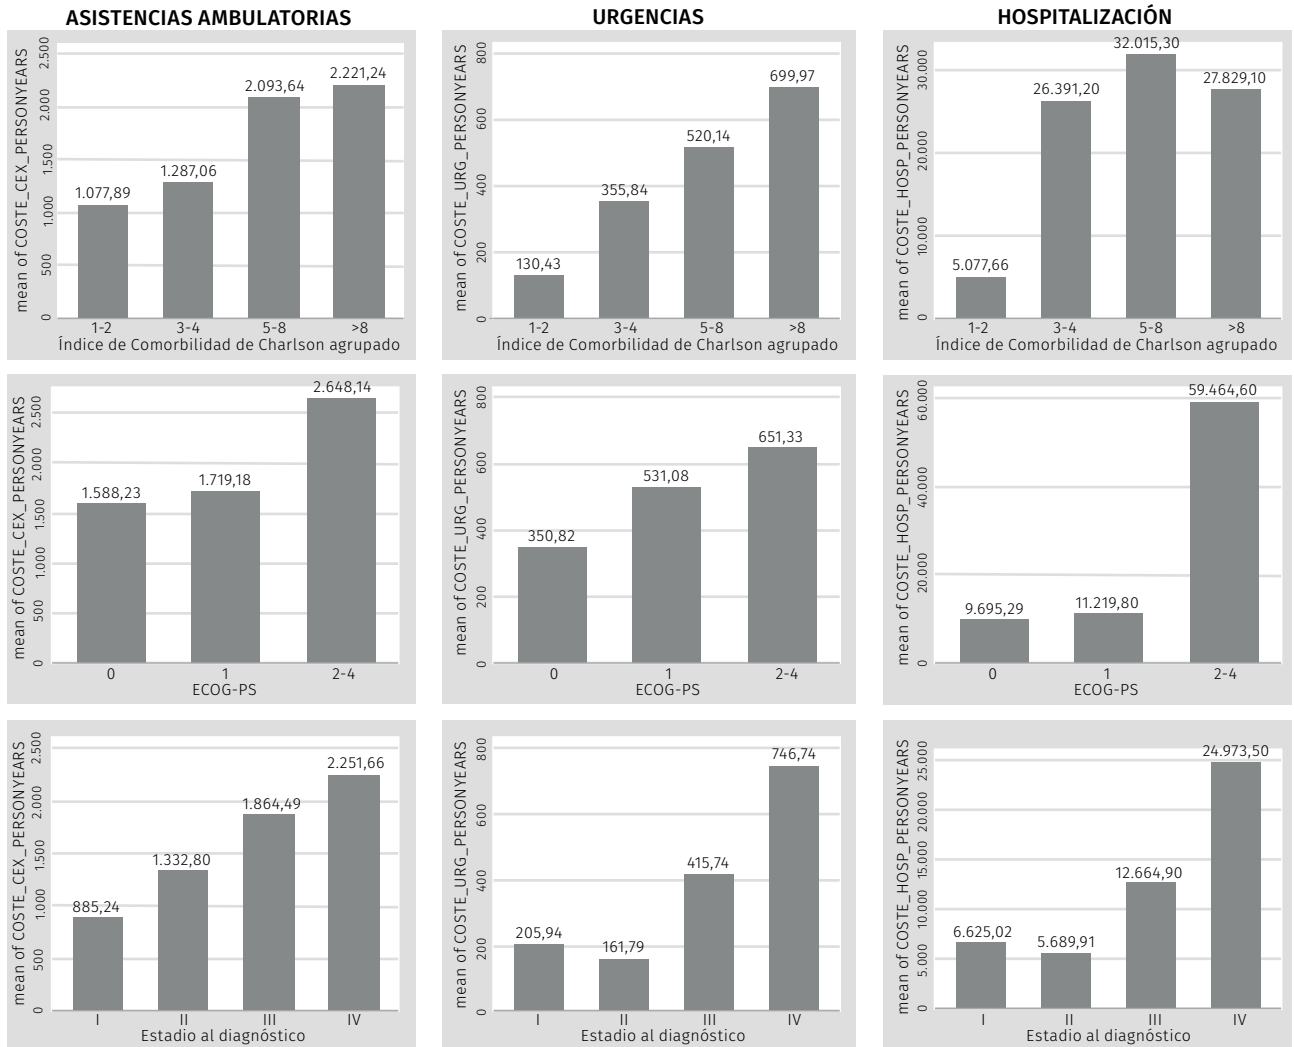 ASISTENCIAS AMBULATORIAS
URGENCIAS
HOSPITALIZACIÓN
mean of COSTE_CEX_PERSONYEARS
0 500 1.000 1.500 2.000 2.500
1.077,89
1.287,06
2.093,64
2.221,24
1-2 3-4 5-8 >8
Índice de Comorbilidad de Charlson agrupado
mean of COSTE_URG_PERSONYEARS
0 200 400 600 800
130,43
355,84
520,14
699,97
1-2 3-4 5-8 >8
Índice de Comorbilidad de Charlson agrupado
mean of COSTE_HOSP_PERSONYEARS
0 10.000 20.000 30.000
5.077,66
26.391,20
32.015,30
27.829,10
1-2 3-4 5-8 >8
Índice de Comorbilidad de Charlson agrupado
mean of COSTE_CEX_PERSONYEARS
0 500 1.000 1.500 2.000 2.500
1.588,23
1.719,18
2.648,14
0 1 2-4
ECOG-PS
mean of COSTE_URG_PERSONYEARS
0 200 400 600 800
350,82
531,08
651,33
0 1 2-4
ECOG-PS
mean of COSTE_HOSP_PERSONYEARS
0 20.000 40.000 60.000
9.695,29
11.219,80
59.464,60
0 1 2-4
ECOG-PS
mean of COSTE_CEX_PERSONYEARS
0 500 1.000 1.500 2.000 2.500
885,24
1.332,80
1.864,49
2.251,66
I II III IV
Estadio al diagnóstico
mean of COSTE_URG_PERSONYEARS
0 200 400 600 800
205,94
161,79
415,74
746,74
I II III IV
Estadio al diagnóstico
mean of COSTE_HOSP_PERSONYEARS
0 5.000 10.000 15.000 20.000 25.000
6.625,02
5.689,91
12.664,90
24.973,50
I II III IV
Estadio al diagnóstico